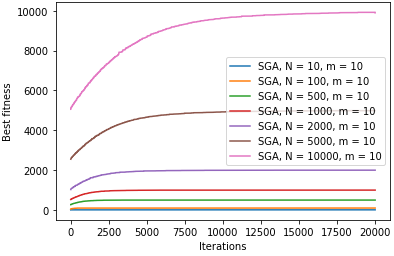 10000
8000
6000
4000
2000
0
Best fitness
SGA, N = 10, m = 10
SGA, N = 100, m = 10
SGA, N = 500, m = 10
SGA, N = 1000, m = 10
SGA, N = 2000, m = 10
SGA, N = 5000, m = 10
SGA, N = 10000, m = 10
0 2500 5000 7500 10000 12500 15000 17500 20000
Iterations